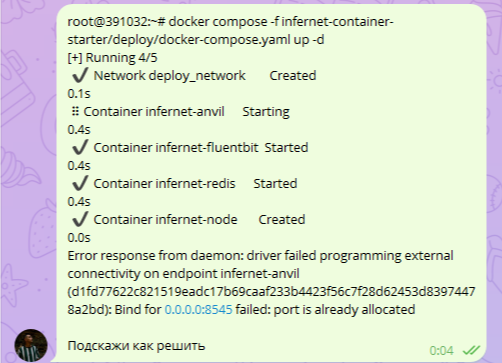 root@391032:~# docker compose -f infernet-container-
starter/deploy/docker-compose.yaml up -d
[+] Running 4/5
✔ Network deploy_network Created
0.1s
⠿ Container infernet-anvil Starting
0.4s
✔ Container infernet-fluentbit Started
0.4s
✔ Container infernet-redis Started
0.4s
✔ Container infernet-node Created
0.0s
Error response from daemon: driver failed programming external
connectivity on endpoint infernet-anvil
(d1fd77622c821519eadc17b69caaf233b4423f56c7f28d62453d8397447
8a2bd): Bind for 0.0.0.0:8545 failed: port is already allocated
Подскажи как решить
0:04